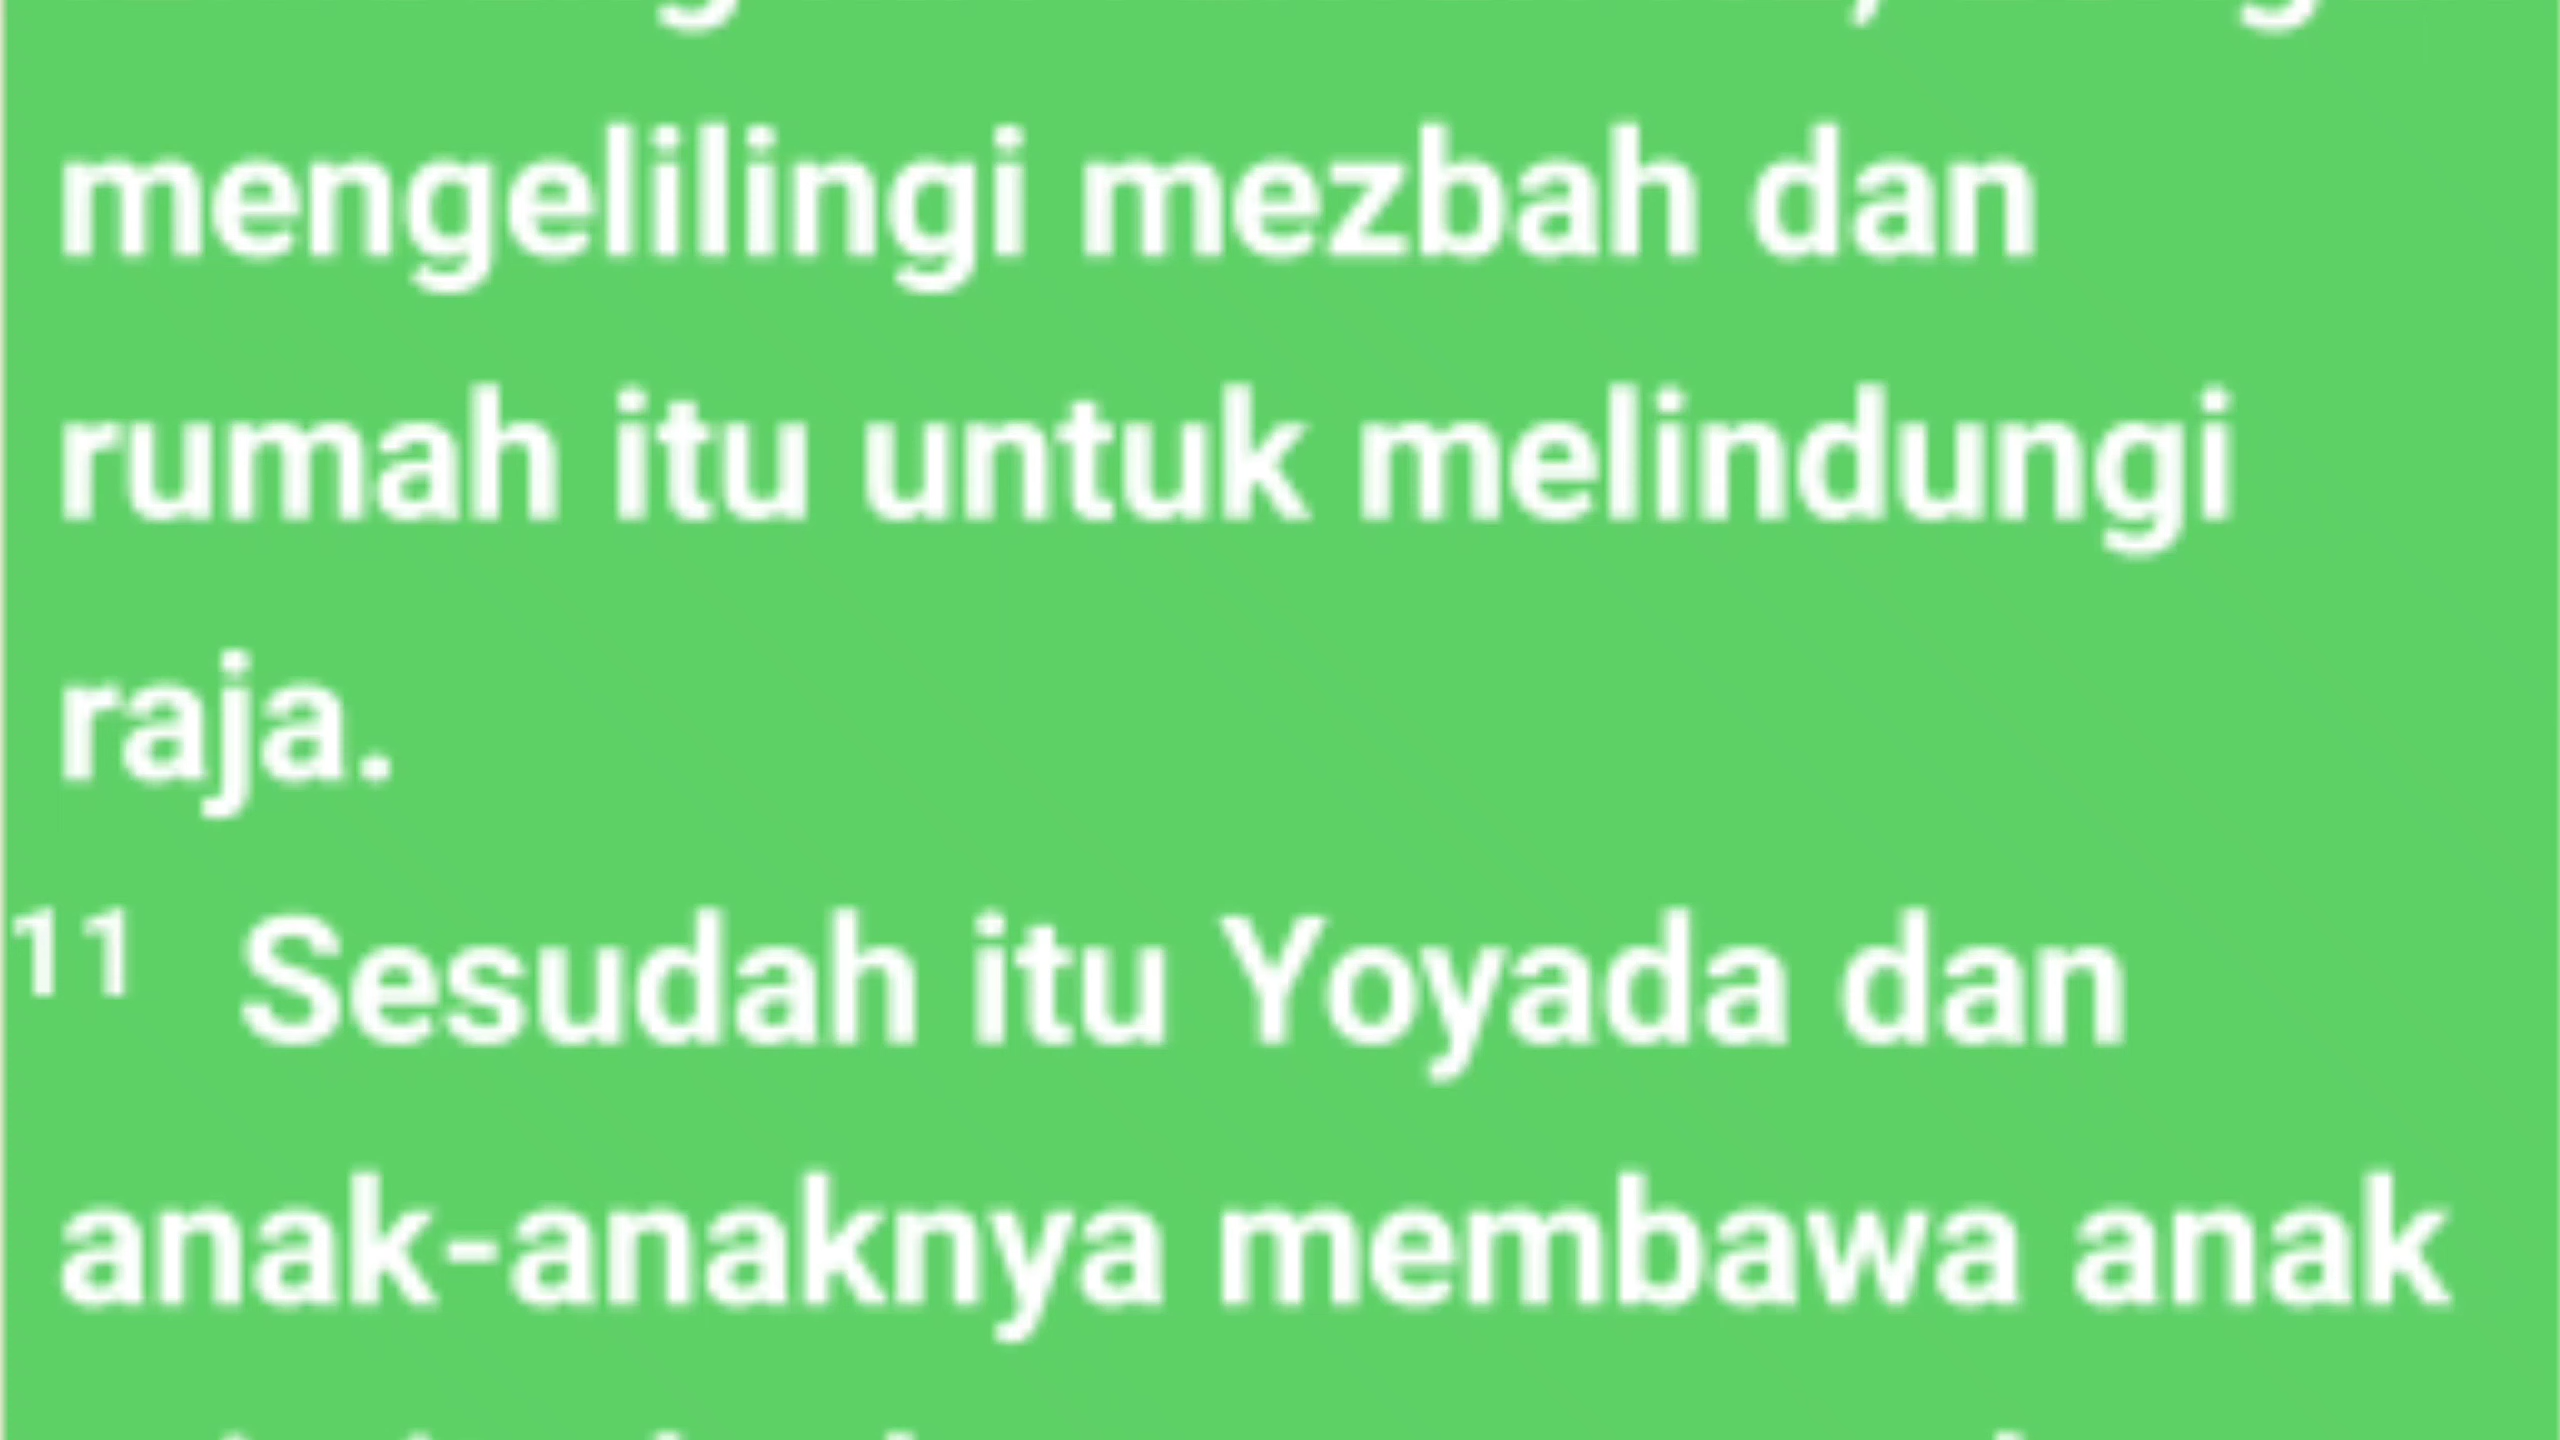 mengelilingi mezbah dan
rumah itu untuk melindungi
raja.
11 Sesudah itu Yoyada dan
anak-anaknya membawa anak